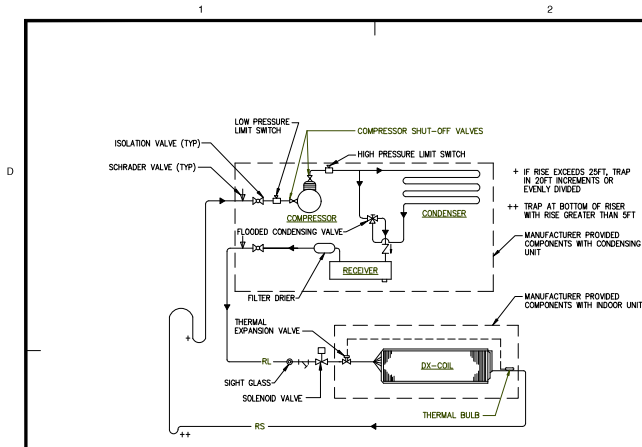 1 2
D
LOW PRESSURE
LIMIT SWITCH
COMPRESSOR SHUT-OFF VALVES
ISOLATION VALVE (TYP)
HIGH PRESSURE LIMIT SWITCH
SCHRADER VALVE (TYP)
+ IF RISE EXCEEDS 25FT, TRAP
IN 20FT INCREMENTS OR
EVENLY DIVIDED
++ TRAP AT BOTTOM OF RISER
WITH RISE GREATER THAN 5FT
COMPRESSOR
CONDENSER
FLOODED CONDENSING VALVE
MANUFACTURER PROVIDED
COMPONENTS WITH CONDENSING
UNIT
RECEIVER
FILTER DRIER
MANUFACTURER PROVIDED
COMPONENTS WITH INDOOR UNIT
THERMAL
EXPANSION VALVE
+
RL
DX-COIL
SIGHT GLASS
SOLENOID VALVE
THERMAL BULB
++
RS